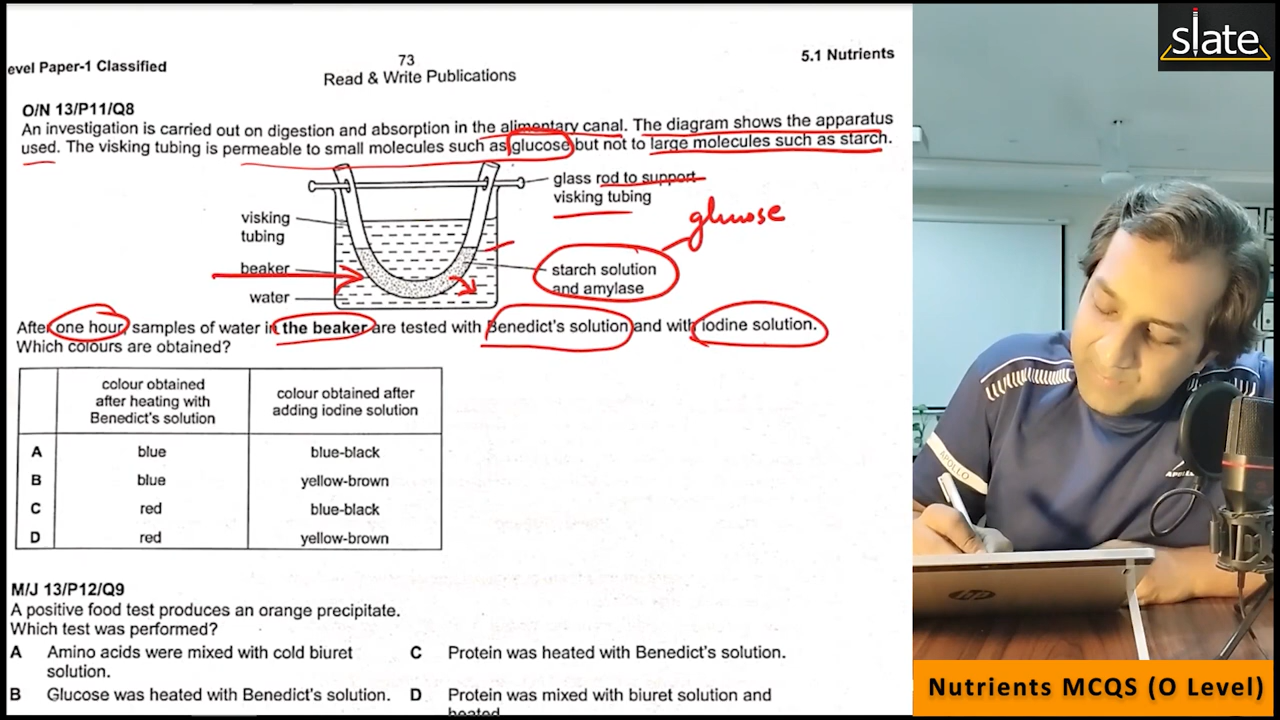 slate
evel Paper-1 Classified
73
Read & Write Publications
5.1 Nutrients
O/N 13/P11/Q8
An investigation is carried out on digestion and absorption in the alimentary canal. The diagram shows the apparatus
used. The visking tubing is permeable to small molecules such as glucose but not to large molecules such as starch.
glass rod to support
visking tubing
visking
tubing
glucose
beaker
starch solution
and amylase
water
After one hour, samples of water in the beaker are tested with Benedict's solution and with iodine solution.
Which colours are obtained?
colour obtained
after heating with
Benedict's solution
colour obtained after
adding iodine solution
A blue blue-black
B blue yellow-brown
C red blue-black
D red yellow-brown
M/J 13/P12/Q9
A positive food test produces an orange precipitate.
Which test was performed?
A Amino acids were mixed with cold biuret
solution.
C Protein was heated with Benedict's solution.
B Glucose was heated with Benedict's solution.
D Protein was mixed with biuret solution and
heated
APOLLO
hp
Nutrients MCQS (O Level)